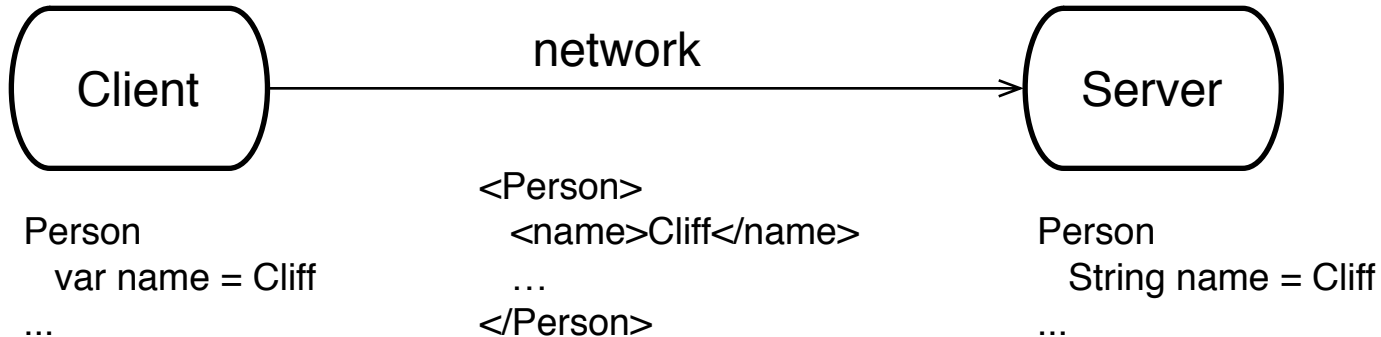 Client
network
Server
Person
var name = Cliff
...
<Person>
<name>Cliff</name>
…
</Person>
Person
String name = Cliff
...